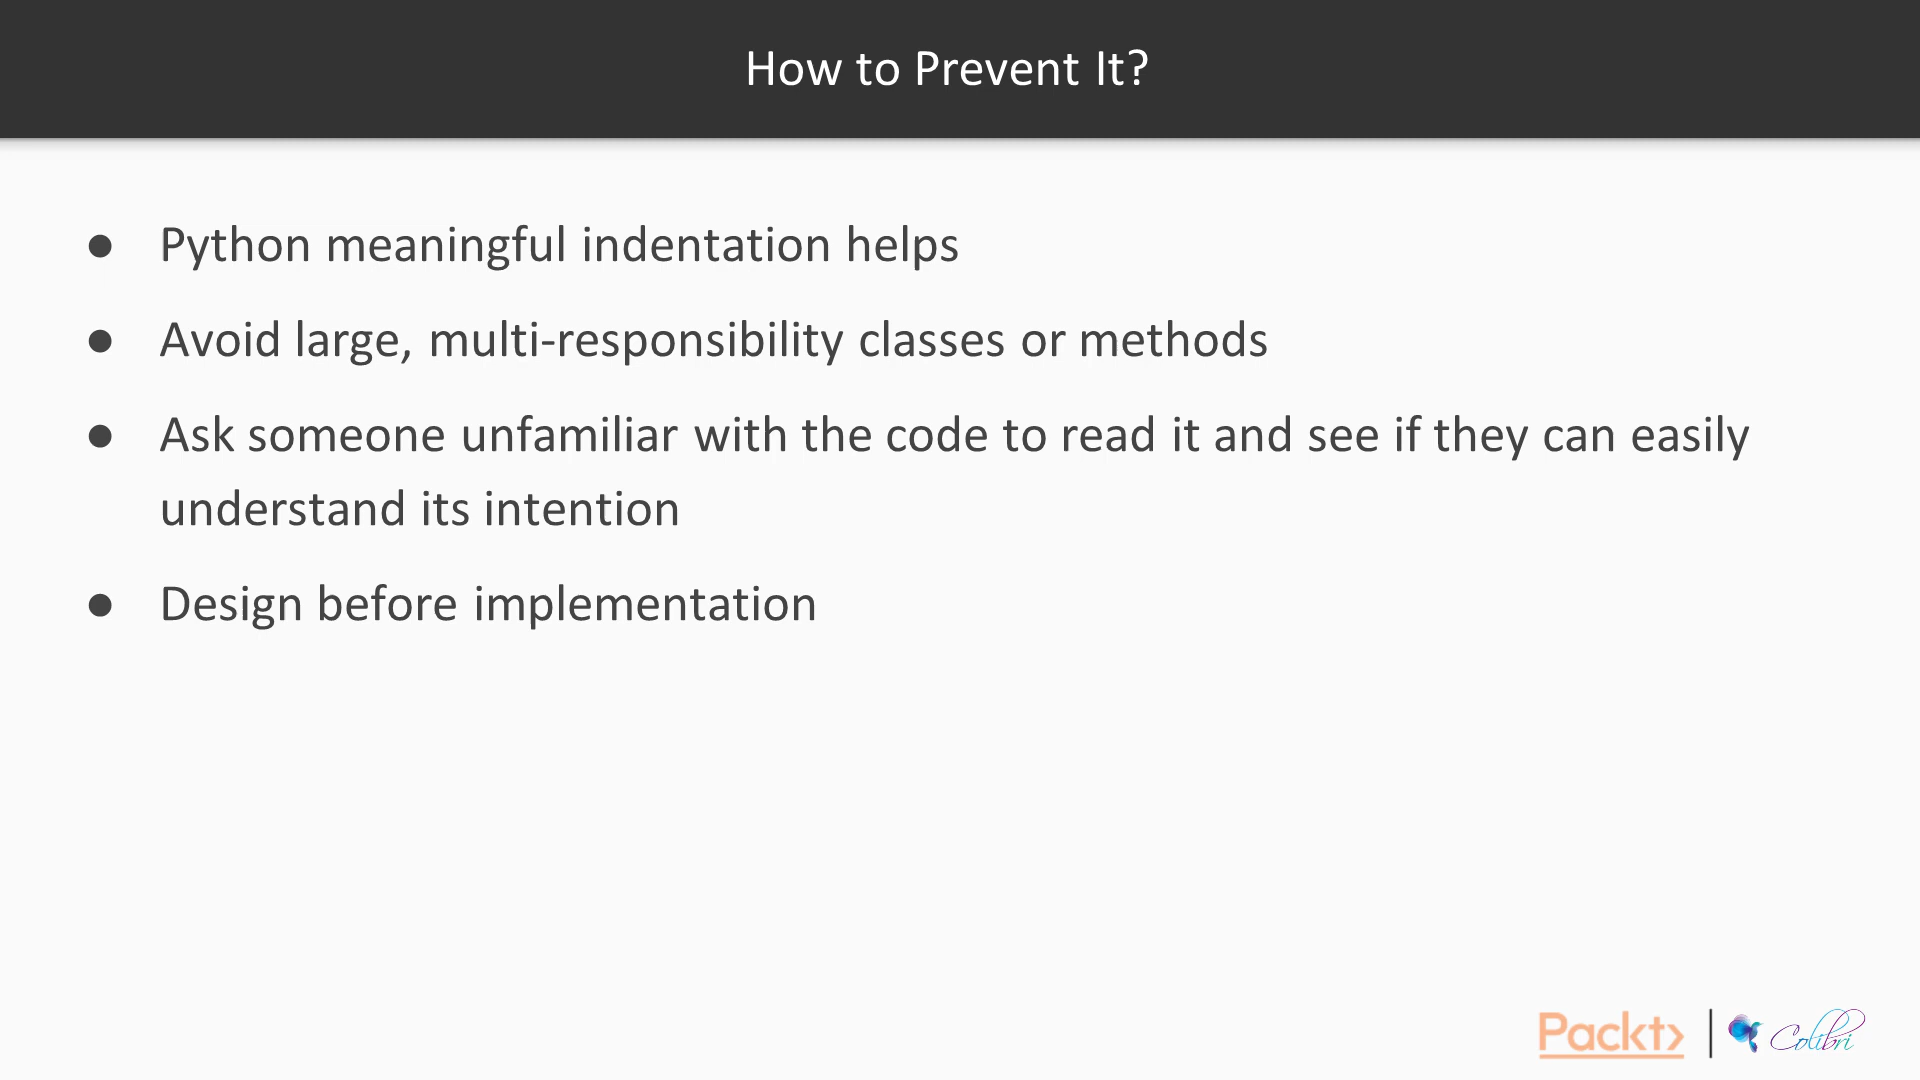 How to Prevent It?
● Python meaningful indentation helps
● Avoid large, multi-responsibility classes or methods
● Ask someone unfamiliar with the code to read it and see if they can easily
understand its intention
● Design before implementation
Packt> | Colibri